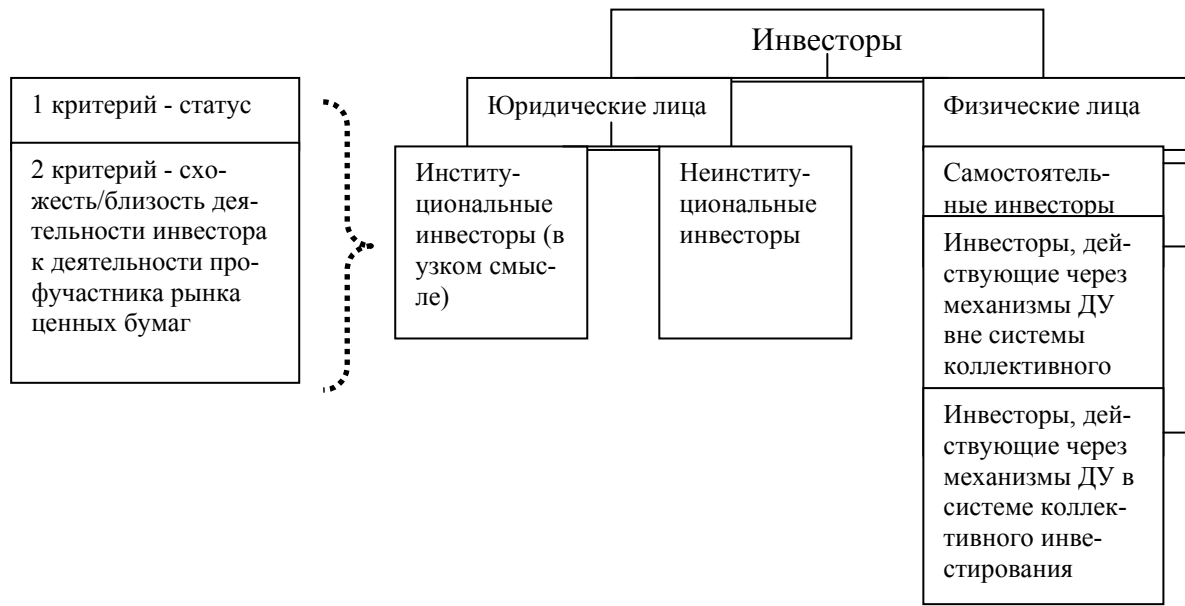 Инвесторы
1 критерий - статус
2 критерий - схо-
жесть/близость дея-
тельности инвестора
к деятельности про-
фучастника рынка
ценных бумаг
Юридические лица
Физические лица
Институ-
циональные
инвесторы (в
узком смыс-
ле)
Неинститу-
циональные
инвесторы
Самостоятель-
ные инвесторы
Инвесторы, дей-
ствующие через
механизмы ДУ
вне системы
коллективного
Инвесторы, дей-
ствующие через
механизмы ДУ в
системе коллек-
тивного инве-
стирования